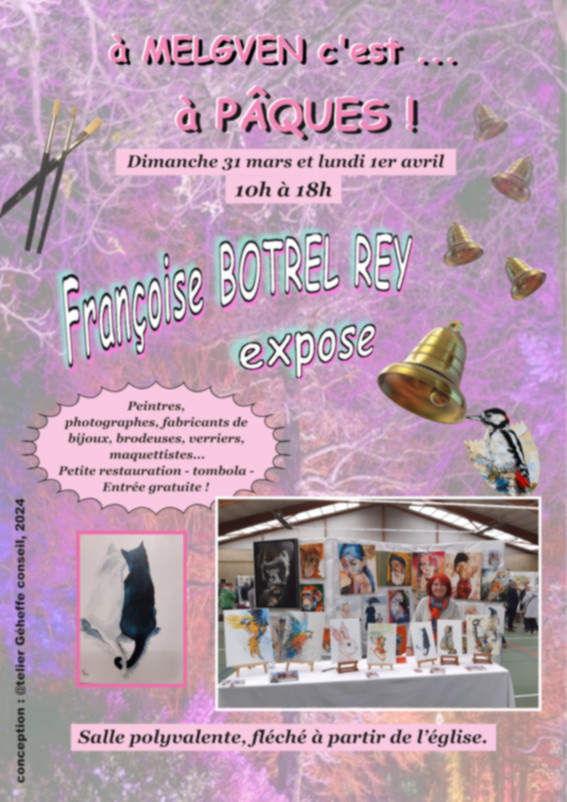 à MELGVEN c'est ...
à PÂQUES !
Dimanche 31 mars et lundi 1er avril
10h à 18h
Françoise BOTREL REY
expose
Peintres,
photographes, fabricants de
bijoux, brodeuses, verriers,
maquettistes...
Petite restauration - tombola -
Entrée gratuite !
conception : @telier Géheffe conseil, 2024
Salle polyvalente, fléché à partir de l'église.